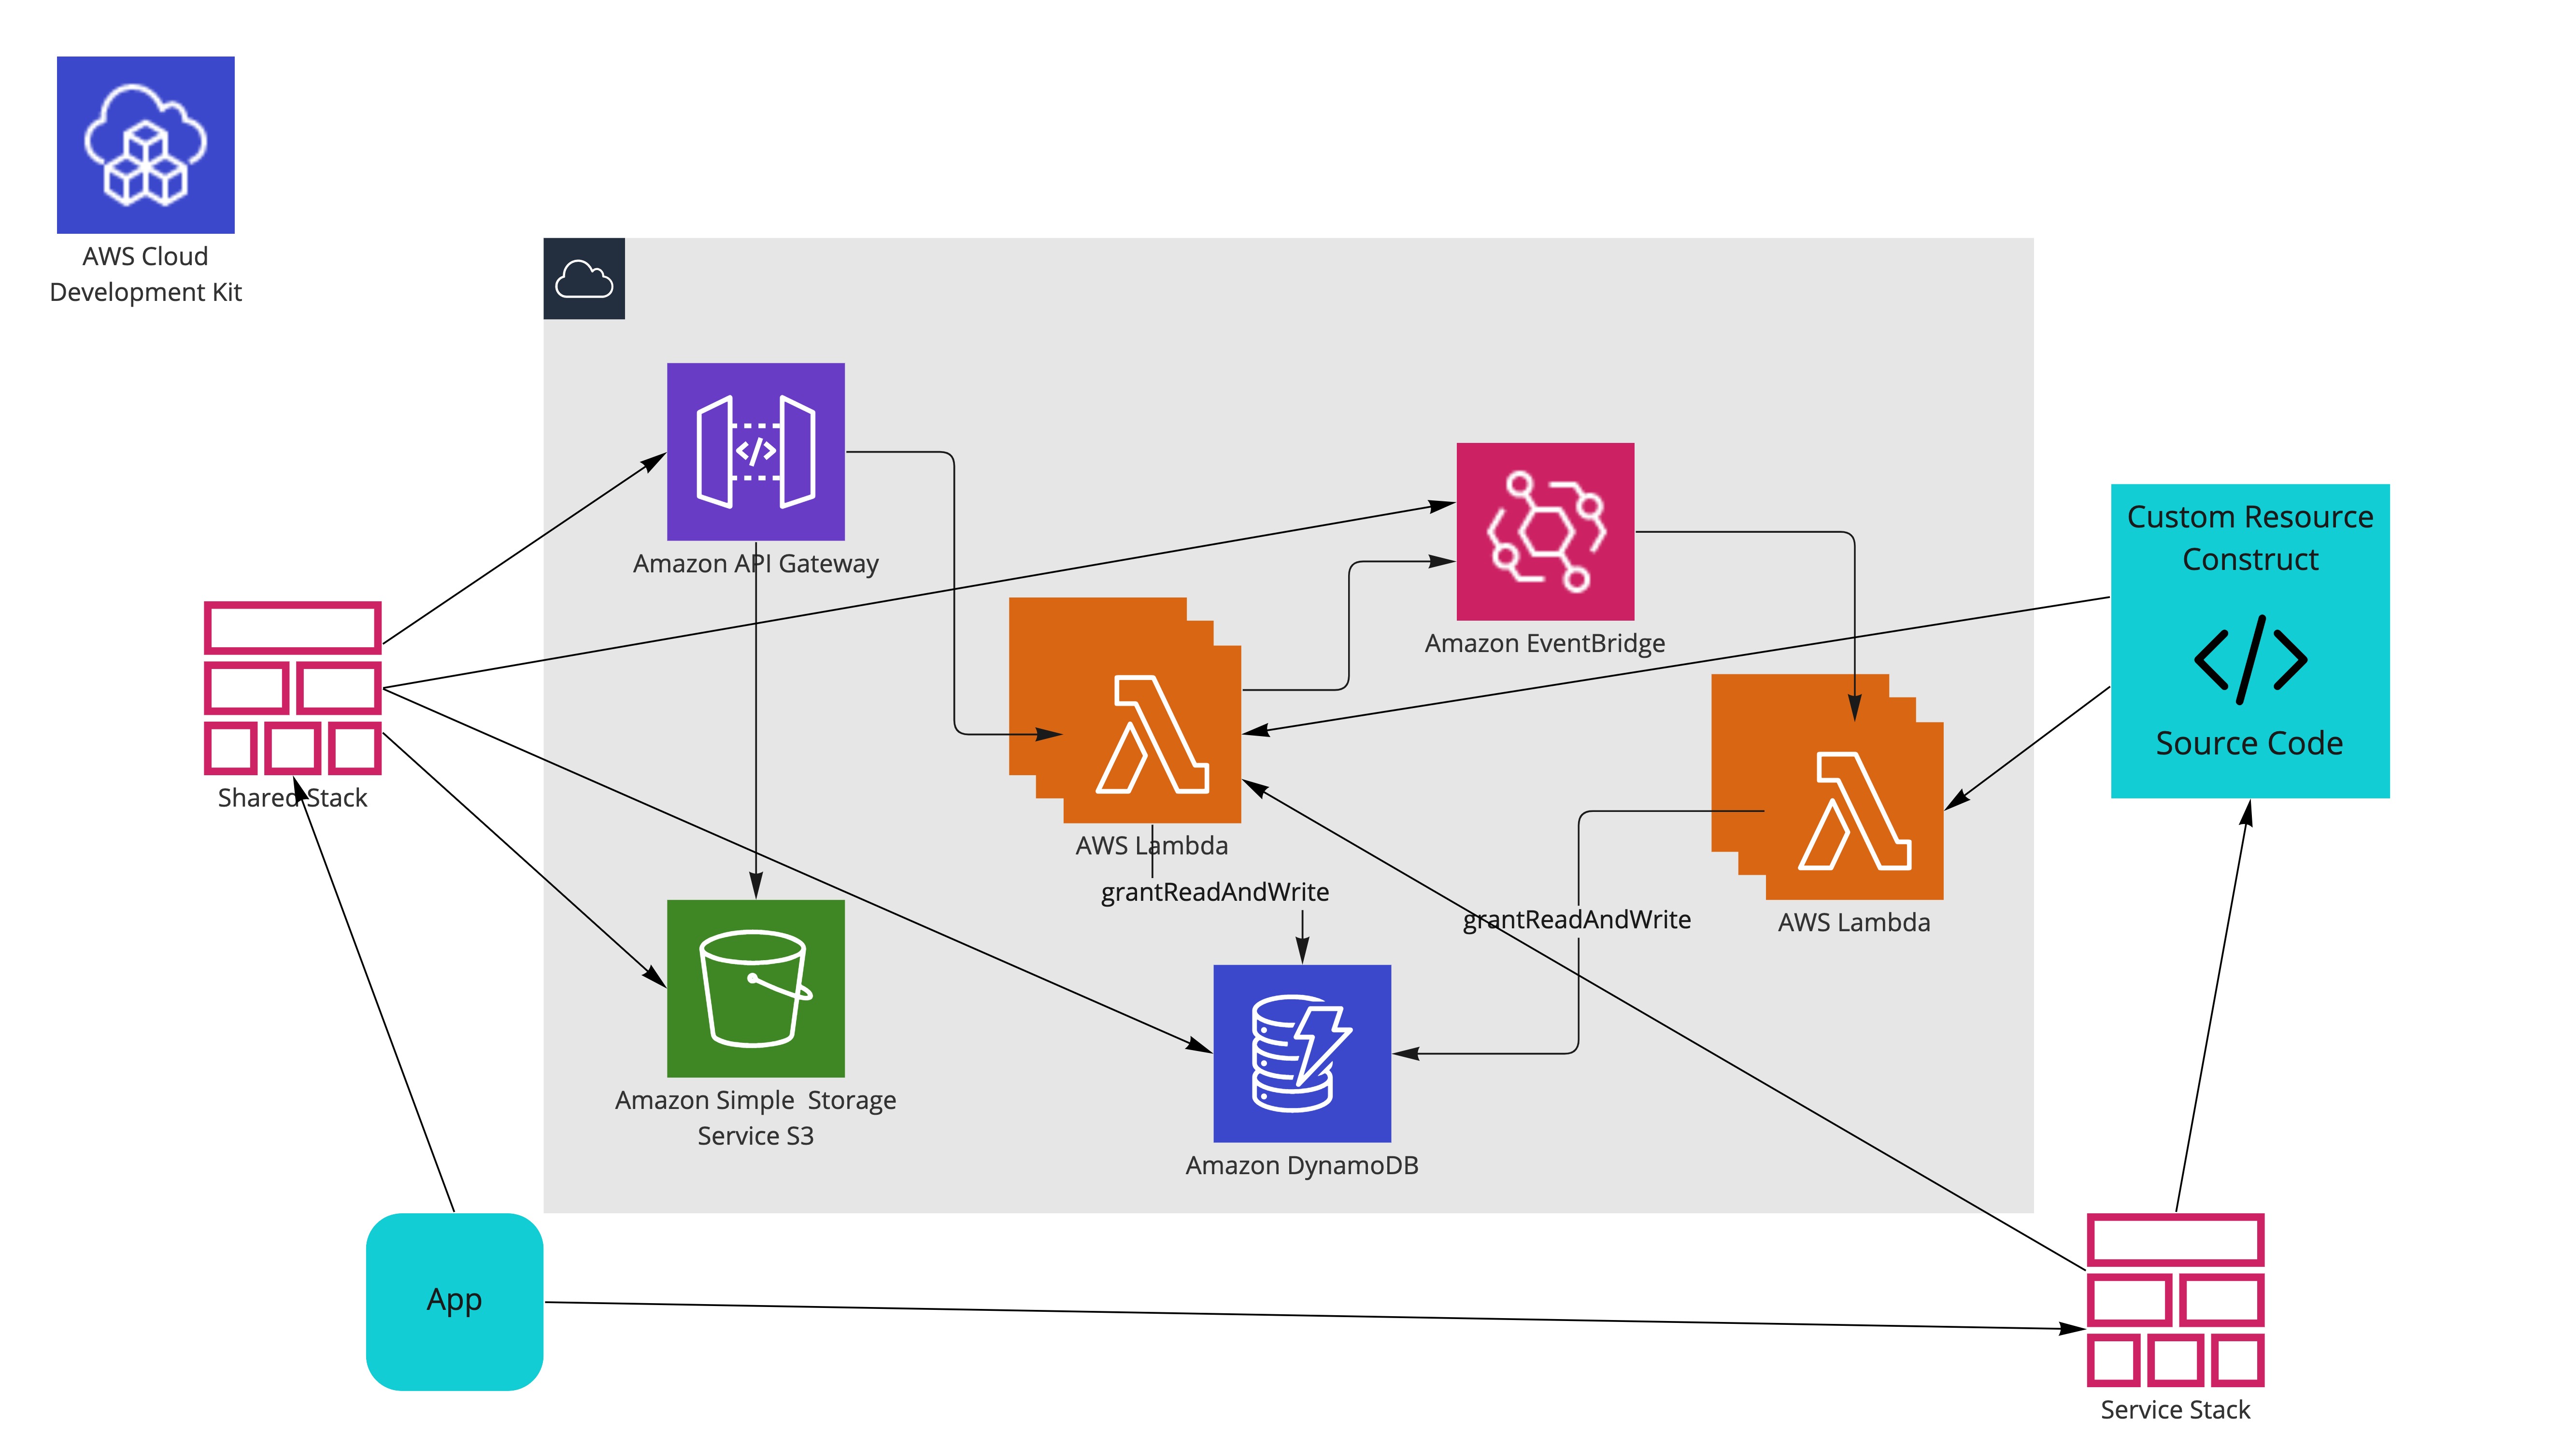 AWS Cloud
Development Kit
Amazon API Gateway
Amazon EventBridge
Custom Resource
Construct
Source Code
Shared Stack
AWS Lambda
grantReadAndWrite
grantReadAndWrite
AWS Lambda
Amazon Simple  Storage
Service S3
Amazon DynamoDB
App
Service Stack